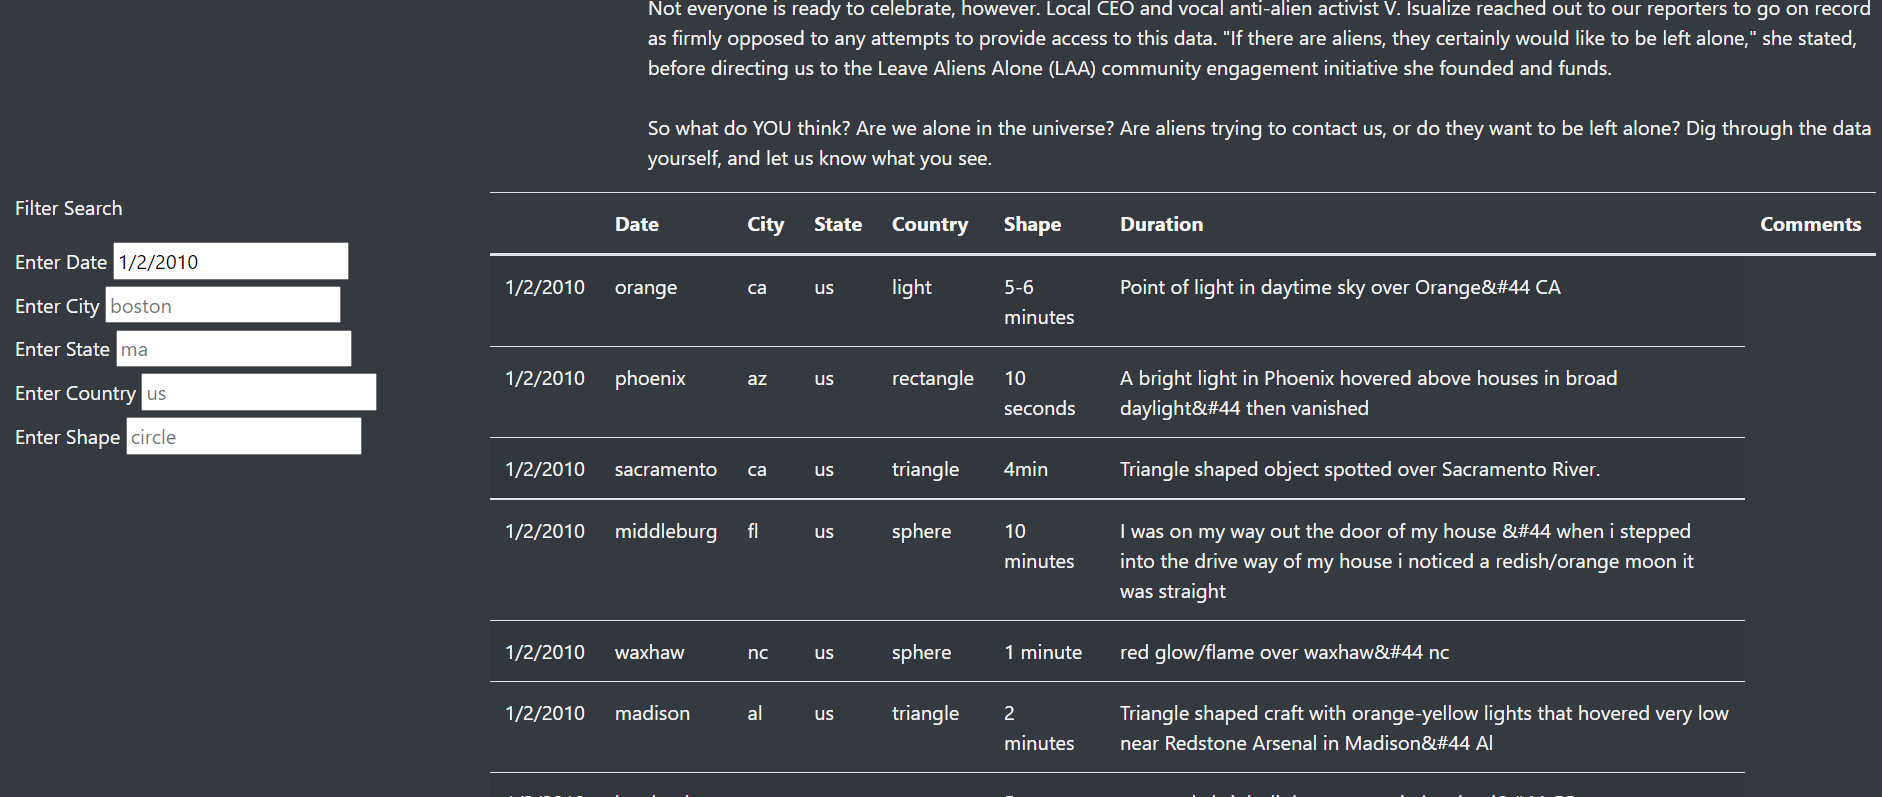 Not everyone is ready to celebrate, however. Local CEO and vocal anti-alien activist V. Isualize reached out to our reporters to go on record
as firmly opposed to any attempts to provide access to this data. "If there are aliens, they certainly would like to be left alone," she stated,
before directing us to the Leave Aliens Alone (LAA) community engagement initiative she founded and funds.
So what do YOU think? Are we alone in the universe? Are aliens trying to contact us, or do they want to be left alone? Dig through the data
yourself, and let us know what you see.
Filter Search
Enter Date 1/2/2010
Enter City boston
Enter State ma
Enter Country us
Enter Shape circle
Date City State Country Shape Duration Comments
1/2/2010 orange ca us light 5-6 minutes Point of light in daytime sky over Orange&#44 CA
1/2/2010 phoenix az us rectangle 10 seconds A bright light in Phoenix hovered above houses in broad
daylight&#44 then vanished
1/2/2010 sacramento ca us triangle 4min Triangle shaped object spotted over Sacramento River.
1/2/2010 middleburg fl us sphere 10 minutes I was on my way out the door of my house &#44 when i stepped
into the drive way of my house i noticed a redish/orange moon it
was straight
1/2/2010 waxhaw nc us sphere 1 minute red glow/flame over waxhaw&#44 nc
1/2/2010 madison al us triangle 2 minutes Triangle shaped craft with orange-yellow lights that hovered very low
near Redstone Arsenal in Madison&#44 Al